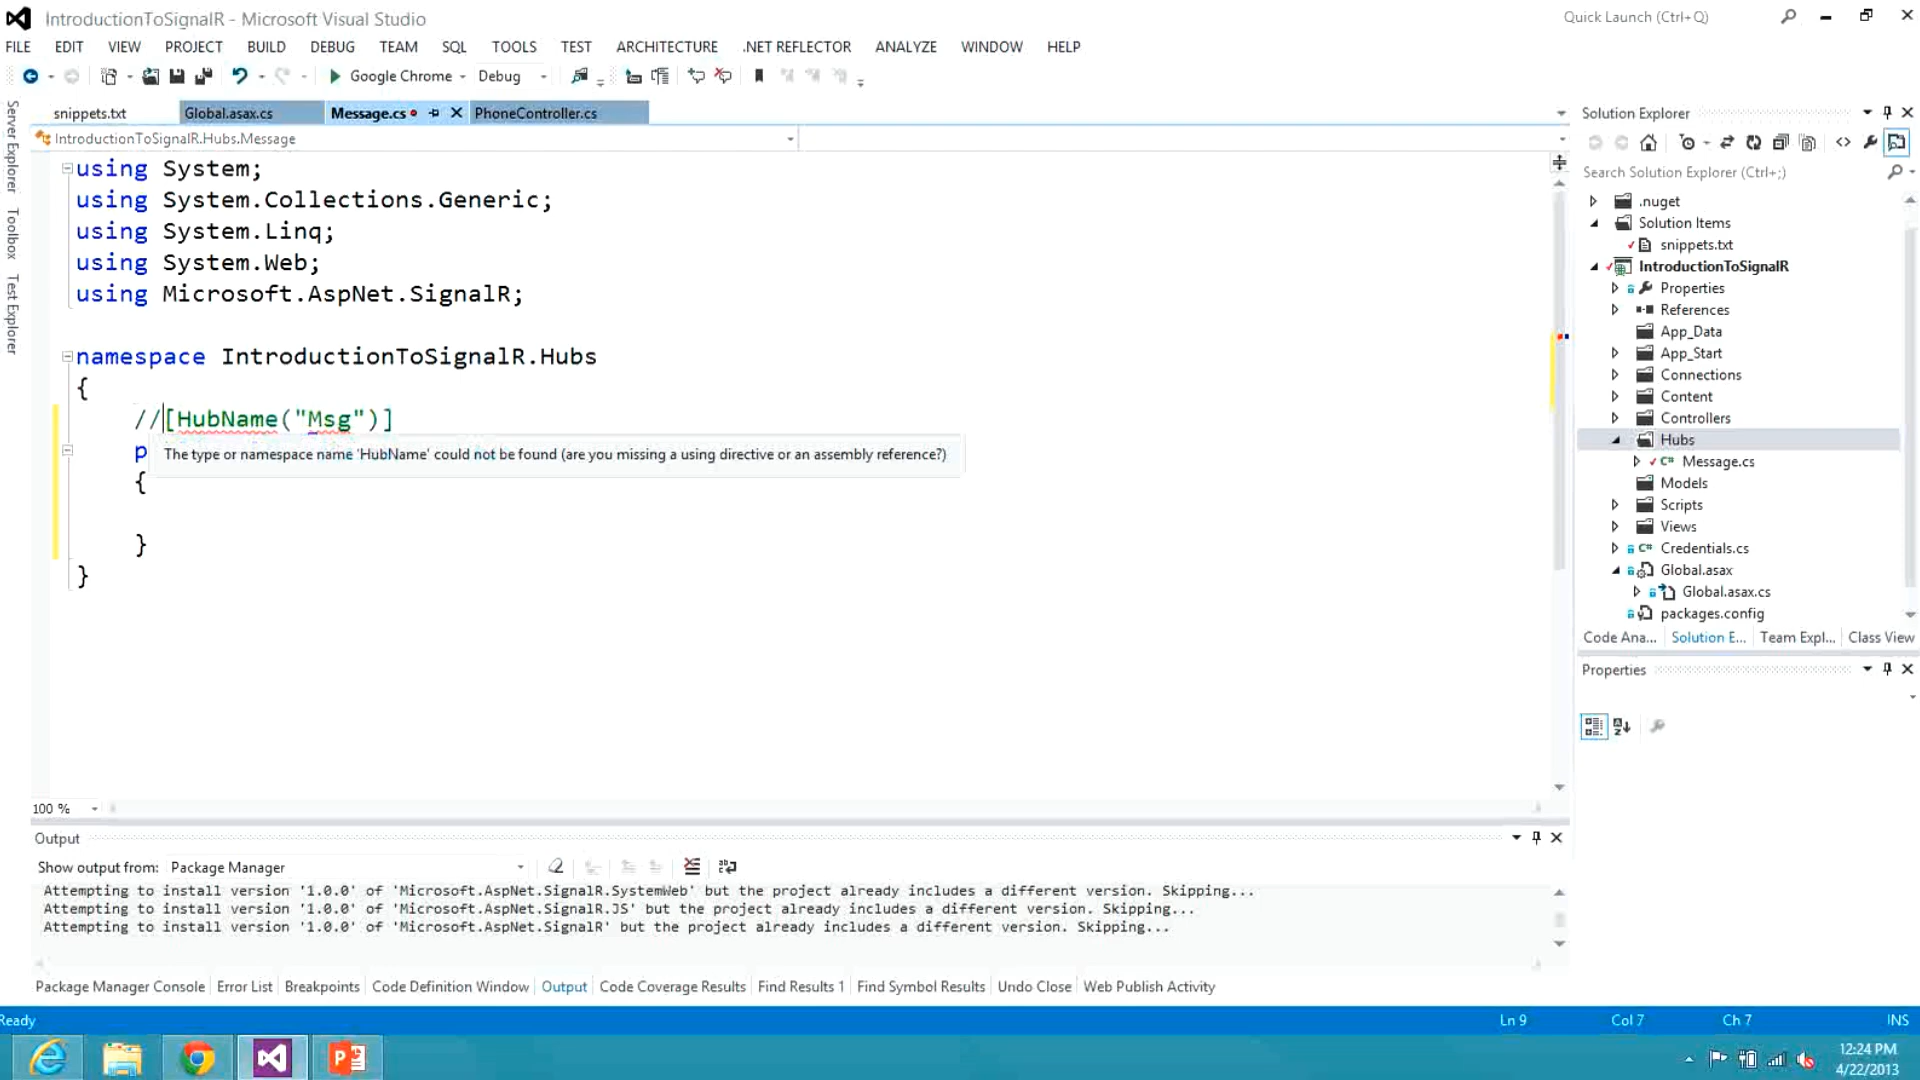 IntroductionToSignalR - Microsoft Visual Studio
Quick Launch (Ctrl+Q)
FILE EDIT VIEW PROJECT BUILD DEBUG TEAM SQL TOOLS TEST ARCHITECTURE .NET REFLECTOR ANALYZE WINDOW HELP
Google Chrome Debug
snippets.txt Global.asax.cs Message.cs PhoneController.cs
IntroductionToSignalR.Hubs.Message
Server Explorer
Toolbox
Test Explorer
using System;
using System.Collections.Generic;
using System.Linq;
using System.Web;
using Microsoft.AspNet.SignalR;
namespace IntroductionToSignalR.Hubs
{
//[HubName("Msg")]
p
The type or namespace name 'HubName' could not be found (are you missing a using directive or an assembly reference?)
{
}
}
100 %
Solution Explorer
Search Solution Explorer (Ctrl+;)
.nuget
Solution Items
snippets.txt
IntroductionToSignalR
Properties
References
App_Data
App_Start
Connections
Content
Controllers
Hubs
C# Message.cs
Models
Scripts
Views
C# Credentials.cs
Global.asax
Global.asax.cs
packages.config
Code Ana... Solution E... Team Expl... Class View
Properties
Output
Show output from: Package Manager
Attempting to install version '1.0.0' of 'Microsoft.AspNet.SignalR.SystemWeb' but the project already includes a different version. Skipping...
Attempting to install version '1.0.0' of 'Microsoft.AspNet.SignalR.JS' but the project already includes a different version. Skipping...
Attempting to install version '1.0.0' of 'Microsoft.AspNet.SignalR' but the project already includes a different version. Skipping...
Package Manager Console Error List Breakpoints Code Definition Window Output Code Coverage Results Find Results 1 Find Symbol Results Undo Close Web Publish Activity
Ready
Ln 9 Col 7 Ch 7 INS
12:24 PM
4/22/2013